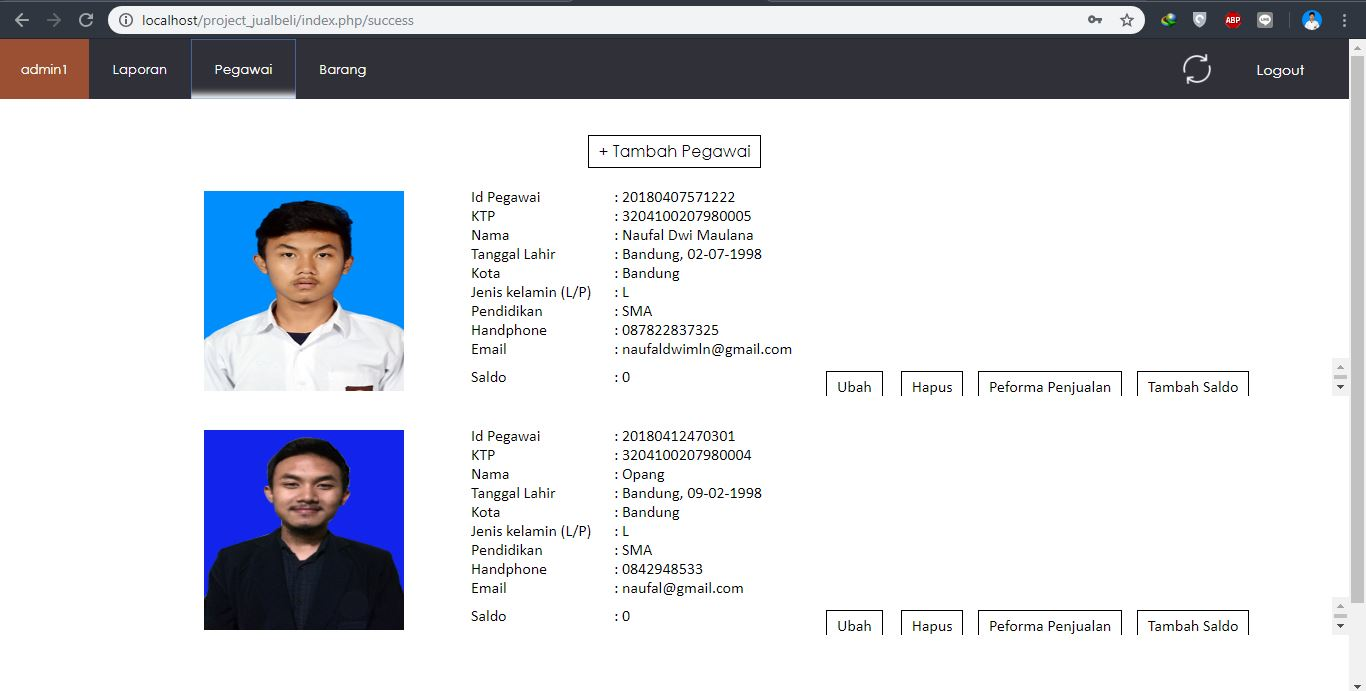 localhost/project_jualbeli/index.php/success
ABP
admin1 Laporan Pegawai Barang Logout
+ Tambah Pegawai
Id Pegawai : 20180407571222
KTP : 3204100207980005
Nama : Naufal Dwi Maulana
Tanggal Lahir : Bandung, 02-07-1998
Kota : Bandung
Jenis kelamin (L/P) : L
Pendidikan : SMA
Handphone : 087822837325
Email : naufaldwimln@gmail.com
Saldo : 0
Ubah Hapus Peforma Penjualan Tambah Saldo
Id Pegawai : 20180412470301
KTP : 3204100207980004
Nama : Opang
Tanggal Lahir : Bandung, 09-02-1998
Kota : Bandung
Jenis kelamin (L/P) : L
Pendidikan : SMA
Handphone : 0842948533
Email : naufal@gmail.com
Saldo : 0
Ubah Hapus Peforma Penjualan Tambah Saldo